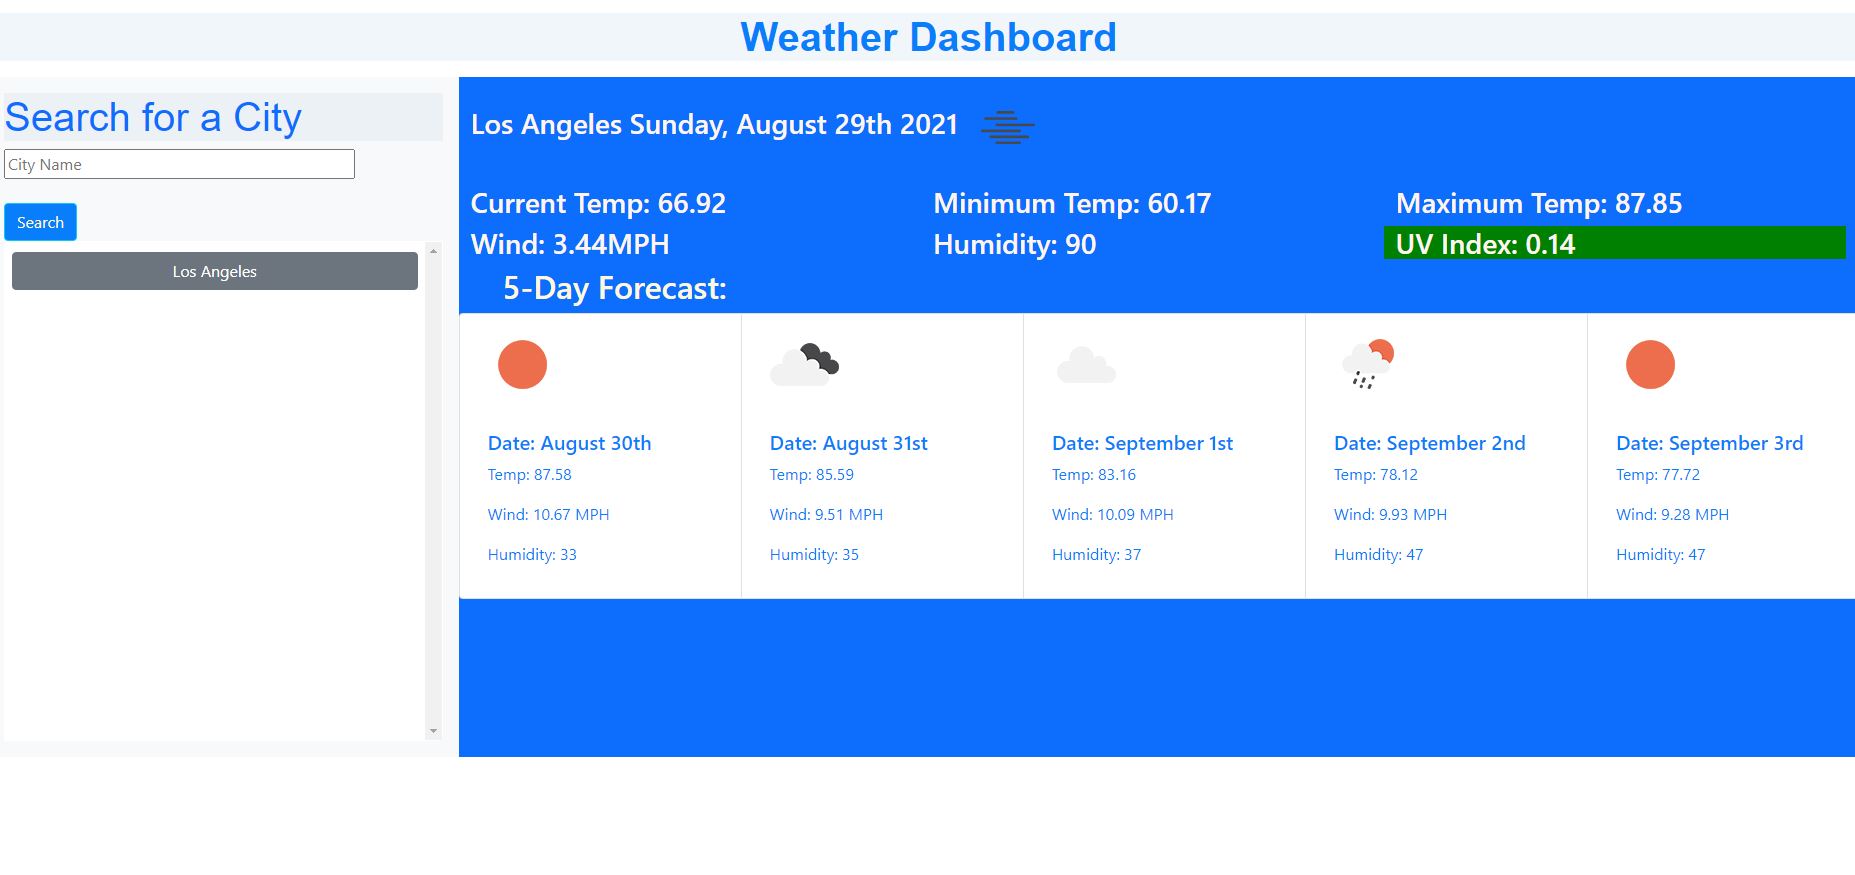 Weather Dashboard
Search for a City
City Name
Search
Los Angeles
Los Angeles Sunday, August 29th 2021
Current Temp: 66.92
Minimum Temp: 60.17
Maximum Temp: 87.85
Wind: 3.44MPH
Humidity: 90
UV Index: 0.14
5-Day Forecast:
Date: August 30th
Temp: 87.58
Wind: 10.67 MPH
Humidity: 33
Date: August 31st
Temp: 85.59
Wind: 9.51 MPH
Humidity: 35
Date: September 1st
Temp: 83.16
Wind: 10.09 MPH
Humidity: 37
Date: September 2nd
Temp: 78.12
Wind: 9.93 MPH
Humidity: 47
Date: September 3rd
Temp: 77.72
Wind: 9.28 MPH
Humidity: 47